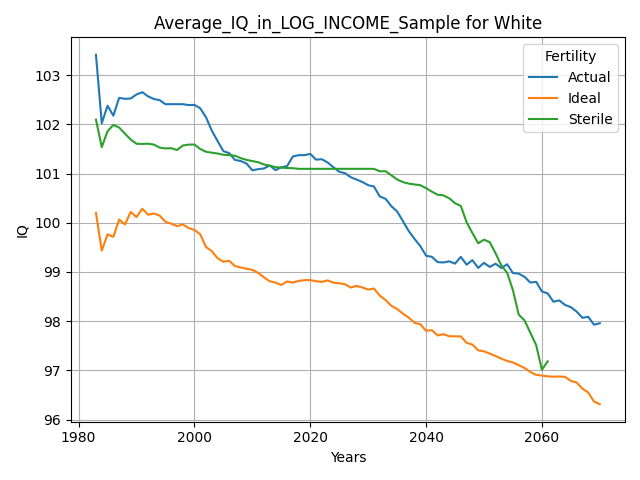 Average_IQ_in_LOG_INCOME_Sample for White
Fertility
Actual
Ideal
Sterile
103
102
101
100
99
98
97
96
IQ
1980
2000
2020
2040
2060
Years